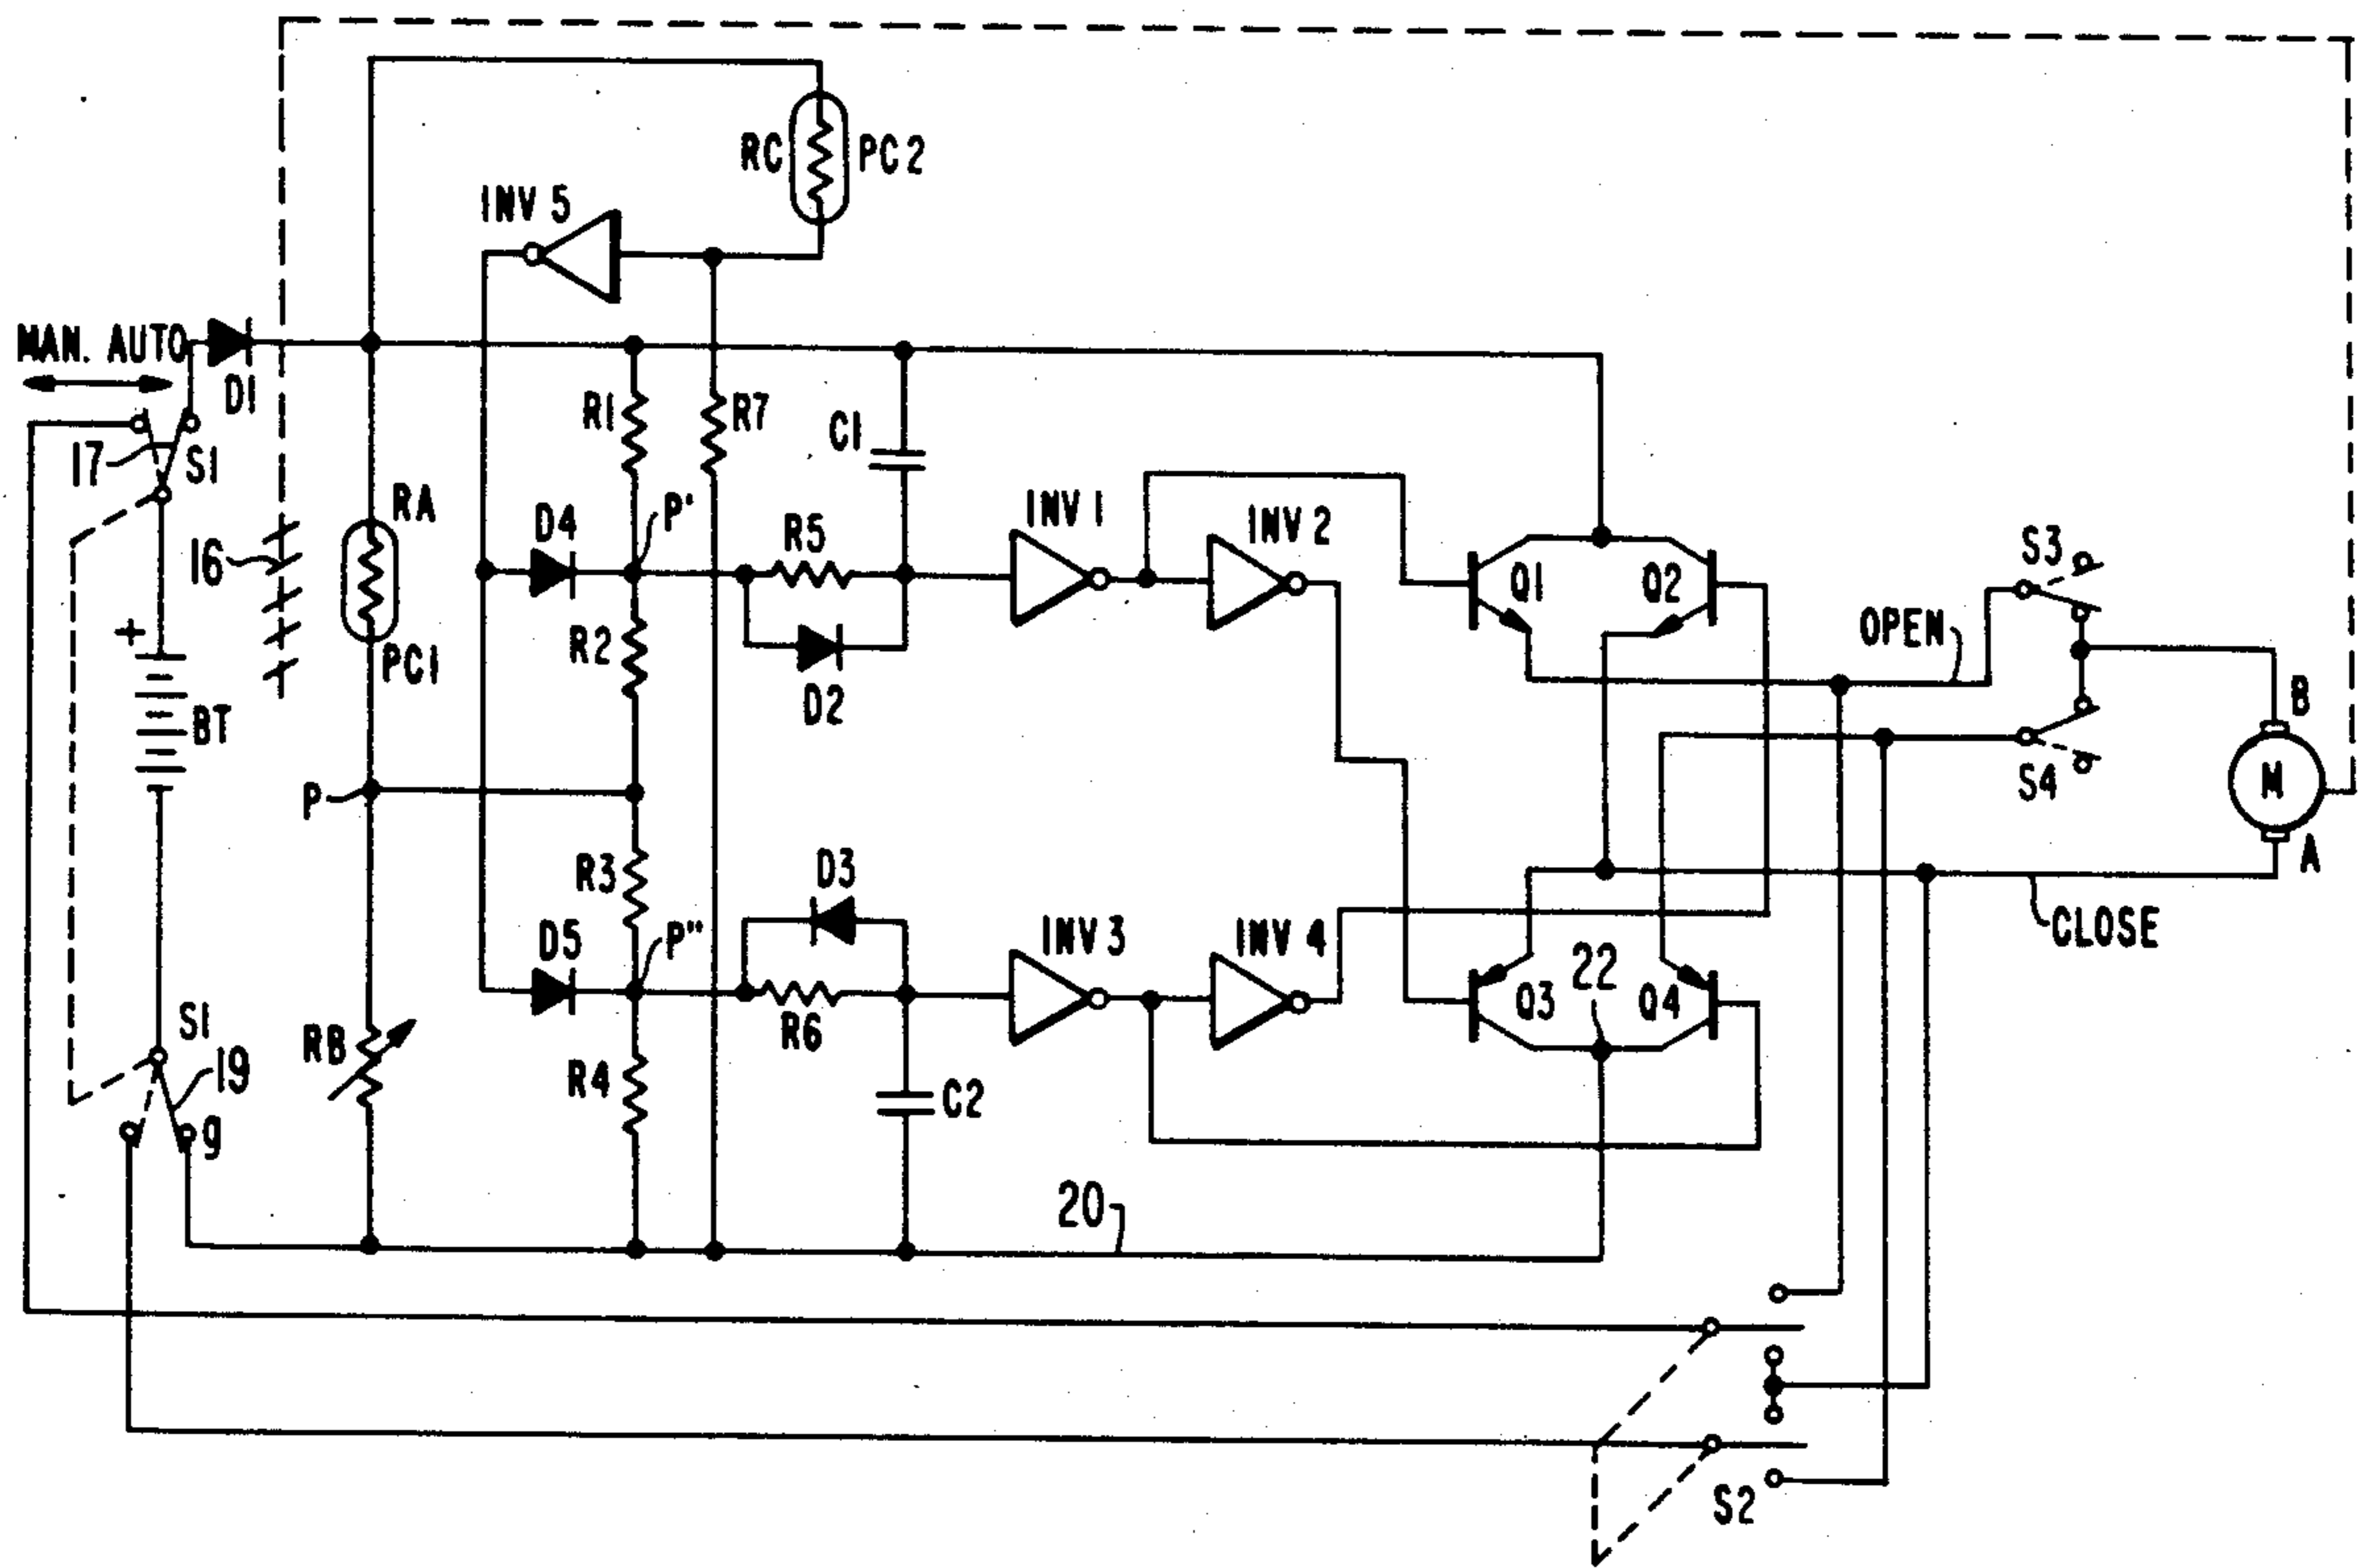 RC
PC2
INV 5
MAN. AUTO
D1
R1
R7
C1
17
S1
RA
D4
P'
R5
INV 1
INV 2
S3
16
Q1
Q2
+
R2
OPEN
PC1
D2
BT
B
P
S4
M
D3
A
R3
D5
P"
INV 3
INV 4
22
CLOSE
S1
RB
R6
Q3
Q4
19
R4
C2
g
20
S2